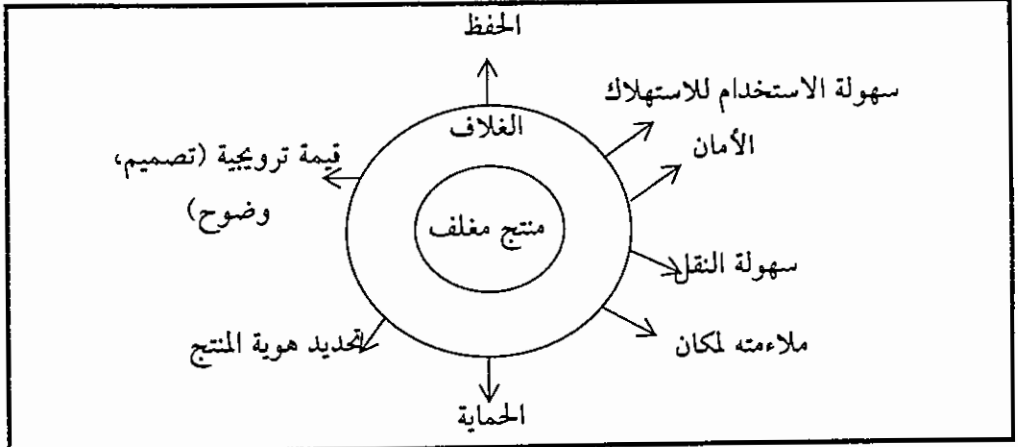 الحفظ
سهولة الاستخدام للاستهلاك
الغلاف
الأمان
قيمة ترويجية (تصميم،
وضوح)
منتج مغلف
سهولة النقل
ملاءمته لمكان
تحديد هوية المنتج
الحماية